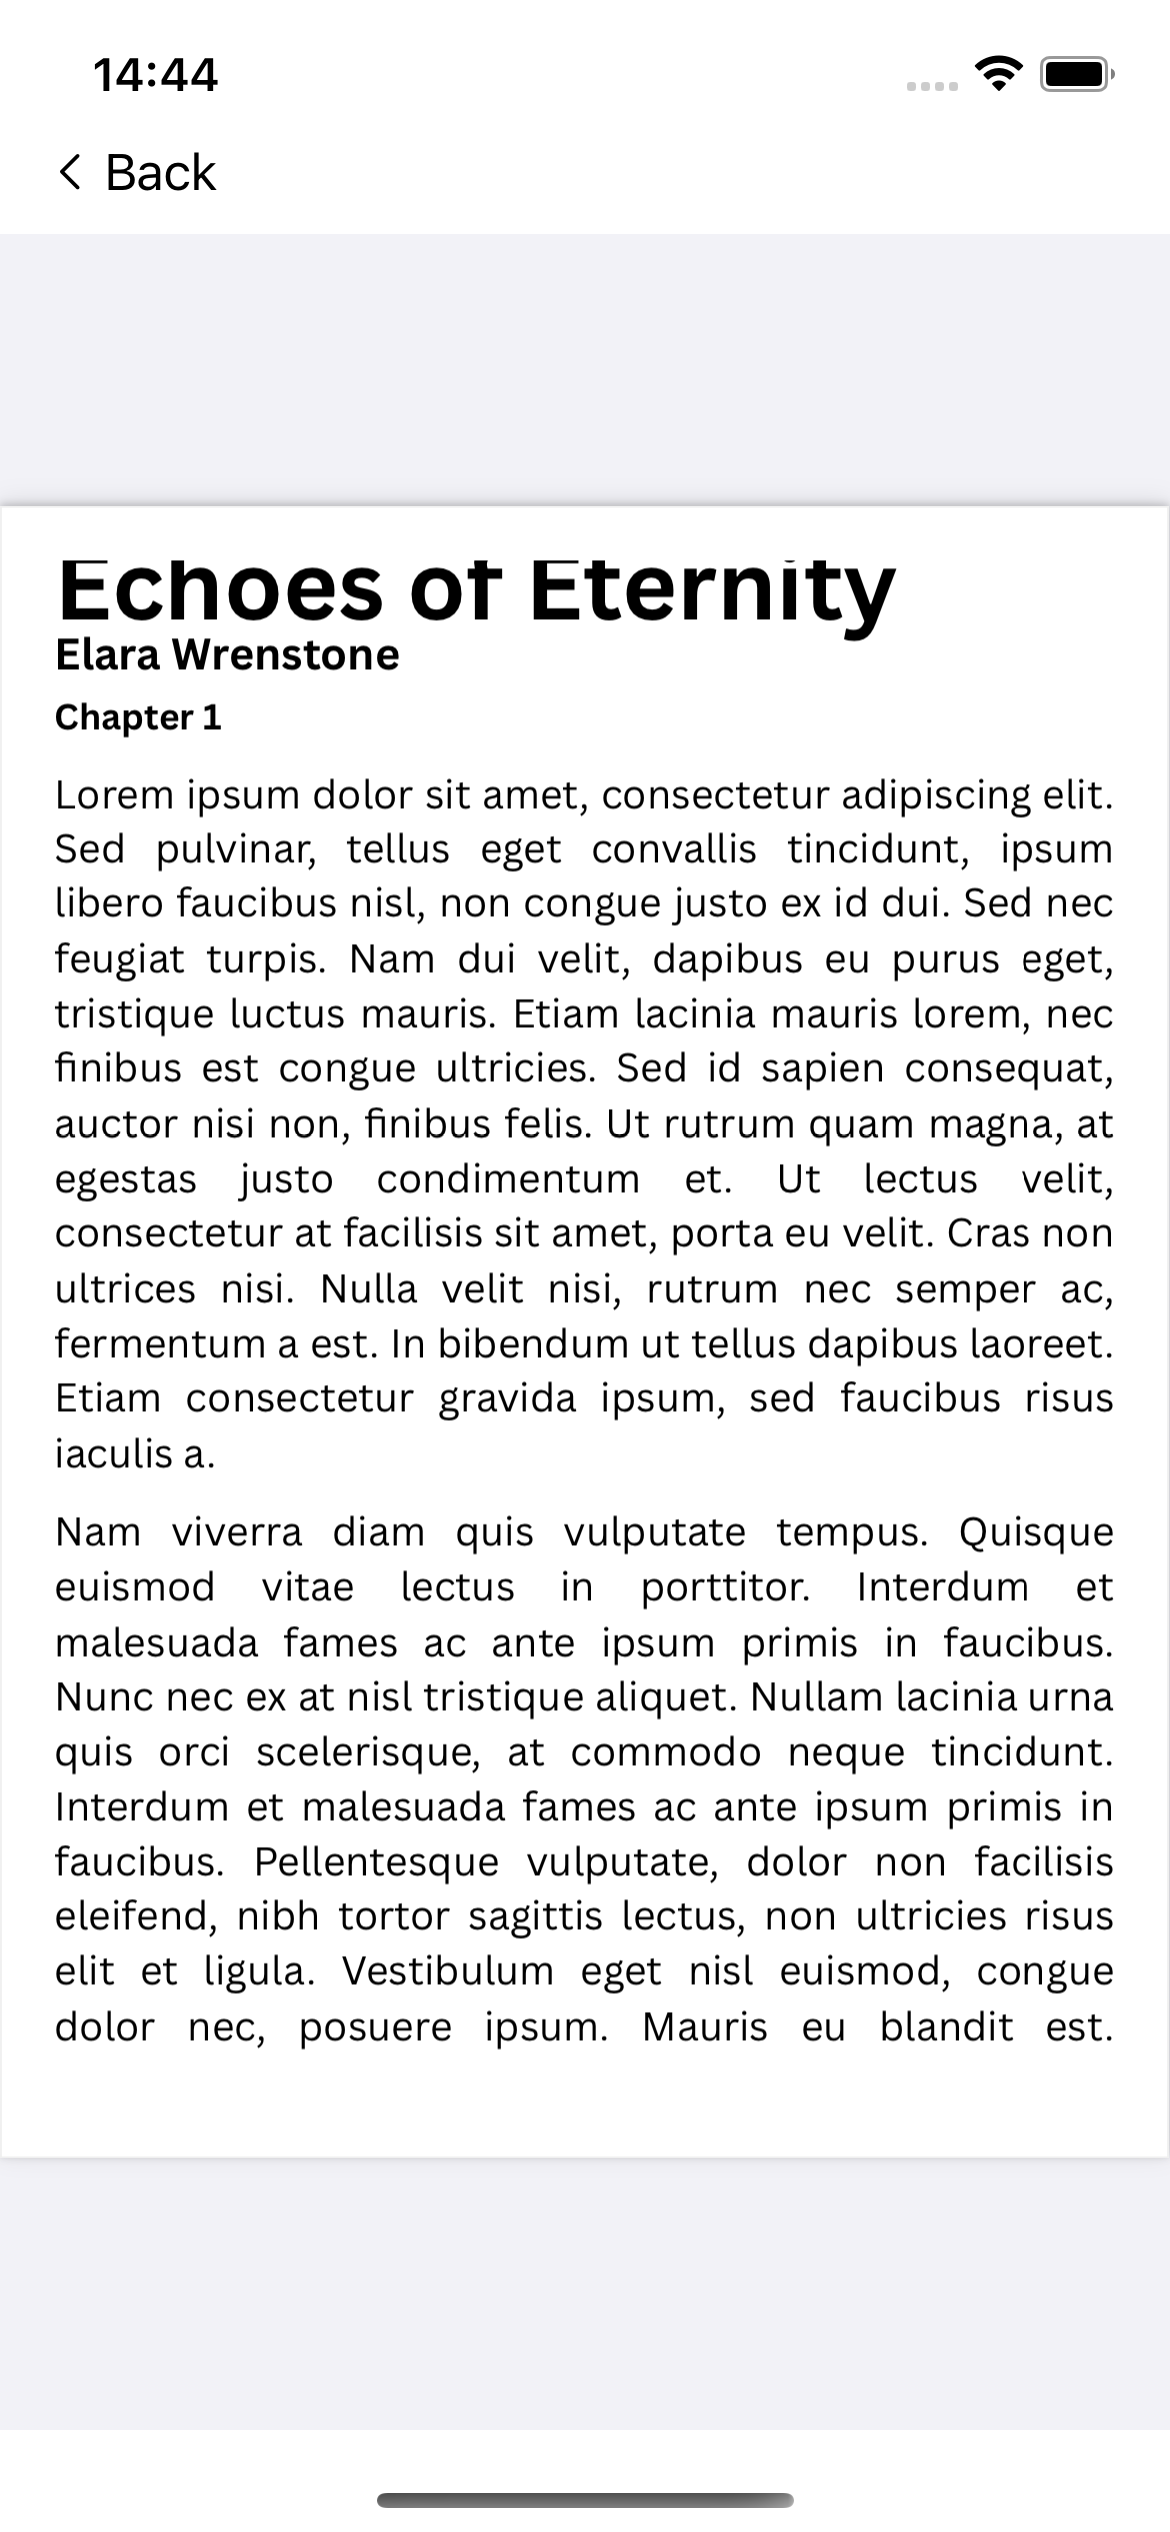 14:44
Back
Echoes of Eternity
Elara Wrenstone
Chapter 1
Lorem ipsum dolor sit amet, consectetur adipiscing elit.
Sed pulvinar, tellus eget convallis tincidunt, ipsum
libero faucibus nisl, non congue justo ex id dui. Sed nec
feugiat turpis. Nam dui velit, dapibus eu purus eget,
tristique luctus mauris. Etiam lacinia mauris lorem, nec
finibus est congue ultricies. Sed id sapien consequat,
auctor nisi non, finibus felis. Ut rutrum quam magna, at
egestas justo condimentum et. Ut lectus velit,
consectetur at facilisis sit amet, porta eu velit. Cras non
ultrices nisi. Nulla velit nisi, rutrum nec semper ac,
fermentum a est. In bibendum ut tellus dapibus laoreet.
Etiam consectetur gravida ipsum, sed faucibus risus
iaculis a.
Nam viverra diam quis vulputate tempus. Quisque
euismod vitae lectus in porttitor. Interdum et
malesuada fames ac ante ipsum primis in faucibus.
Nunc nec ex at nisl tristique aliquet. Nullam lacinia urna
quis orci scelerisque, at commodo neque tincidunt.
Interdum et malesuada fames ac ante ipsum primis in
faucibus. Pellentesque vulputate, dolor non facilisis
eleifend, nibh tortor sagittis lectus, non ultricies risus
elit et ligula. Vestibulum eget nisl euismod, congue
dolor nec, posuere ipsum. Mauris eu blandit est.